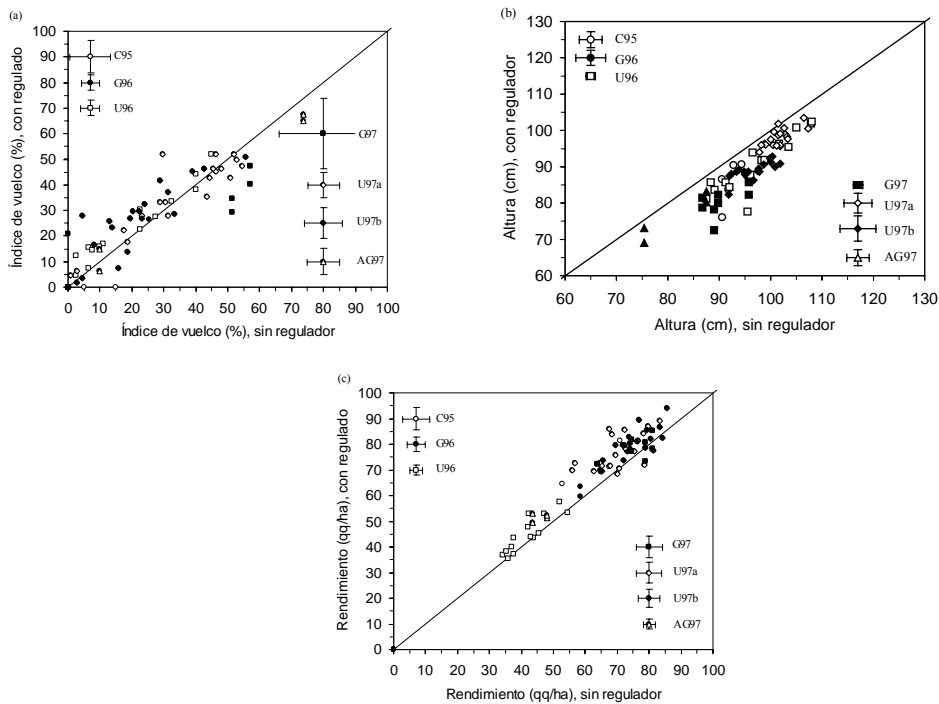 (a)
100
90
80
70
60
50
40
30
20
10
0
Índice de vuelco (%), con regulado
C95
G96
U96
G97
U97a
U97b
AG97
0 10 20 30 40 50 60 70 80 90 100
Índice de vuelco (%), sin regulador
(b)
130
120
110
100
90
80
70
60
Altura (cm), con regulador
C95
G96
U96
G97
U97a
U97b
AG97
60 70 80 90 100 110 120 130
Altura (cm), sin regulador
(c)
100
90
80
70
60
50
40
30
20
10
0
Rendimiento (qq/ha), con regulado
C95
G96
U96
G97
U97a
U97b
AG97
0 10 20 30 40 50 60 70 80 90 100
Rendimiento (qq/ha), sin regulador